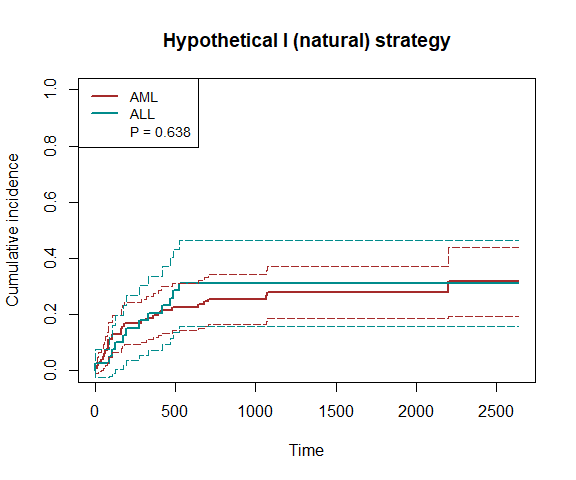 Hypothetical I (natural) strategy
AML
ALL
P = 0.638
Cumulative incidence
1.0
0.8
0.6
0.4
0.2
0.0
0 500 1000 1500 2000 2500
Time